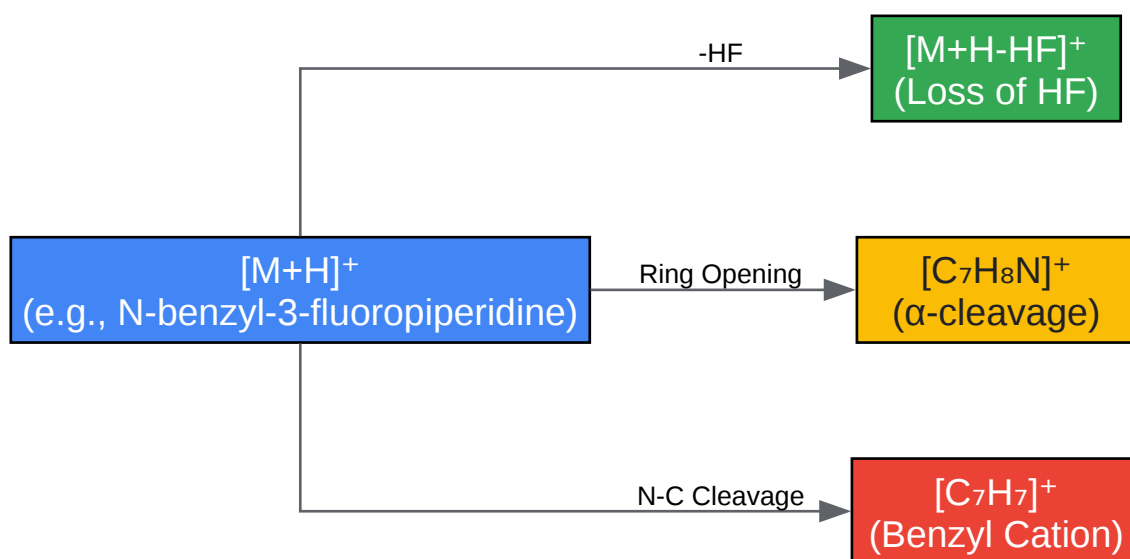 -HF
[M+H-HF]⁺
(Loss of HF)
[M+H]⁺
(e.g., N-benzyl-3-fluoropiperidine)
Ring Opening
[C₇H₈N]⁺
(α-cleavage)
N-C Cleavage
[C₇H₇]⁺
(Benzyl Cation)